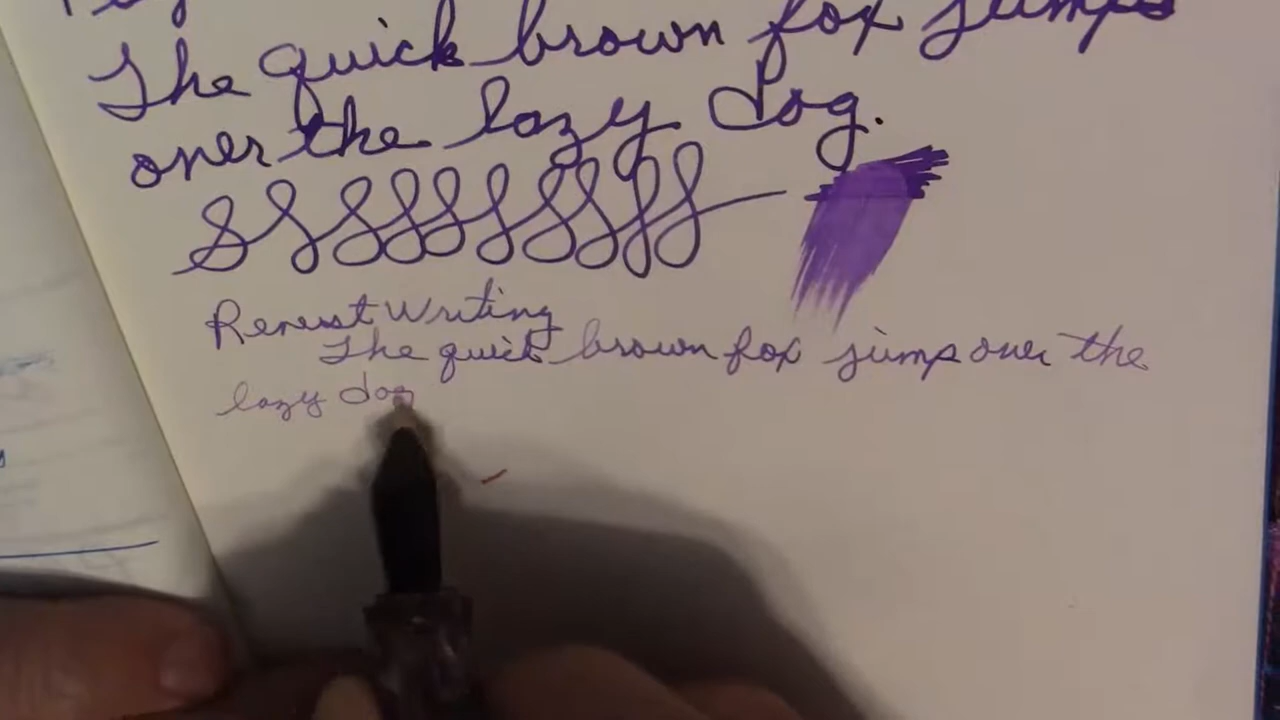 The quick brown fox jumps
over the lazy dog.
Reverst Writing
The quick brown fox jump over the
lazy dog